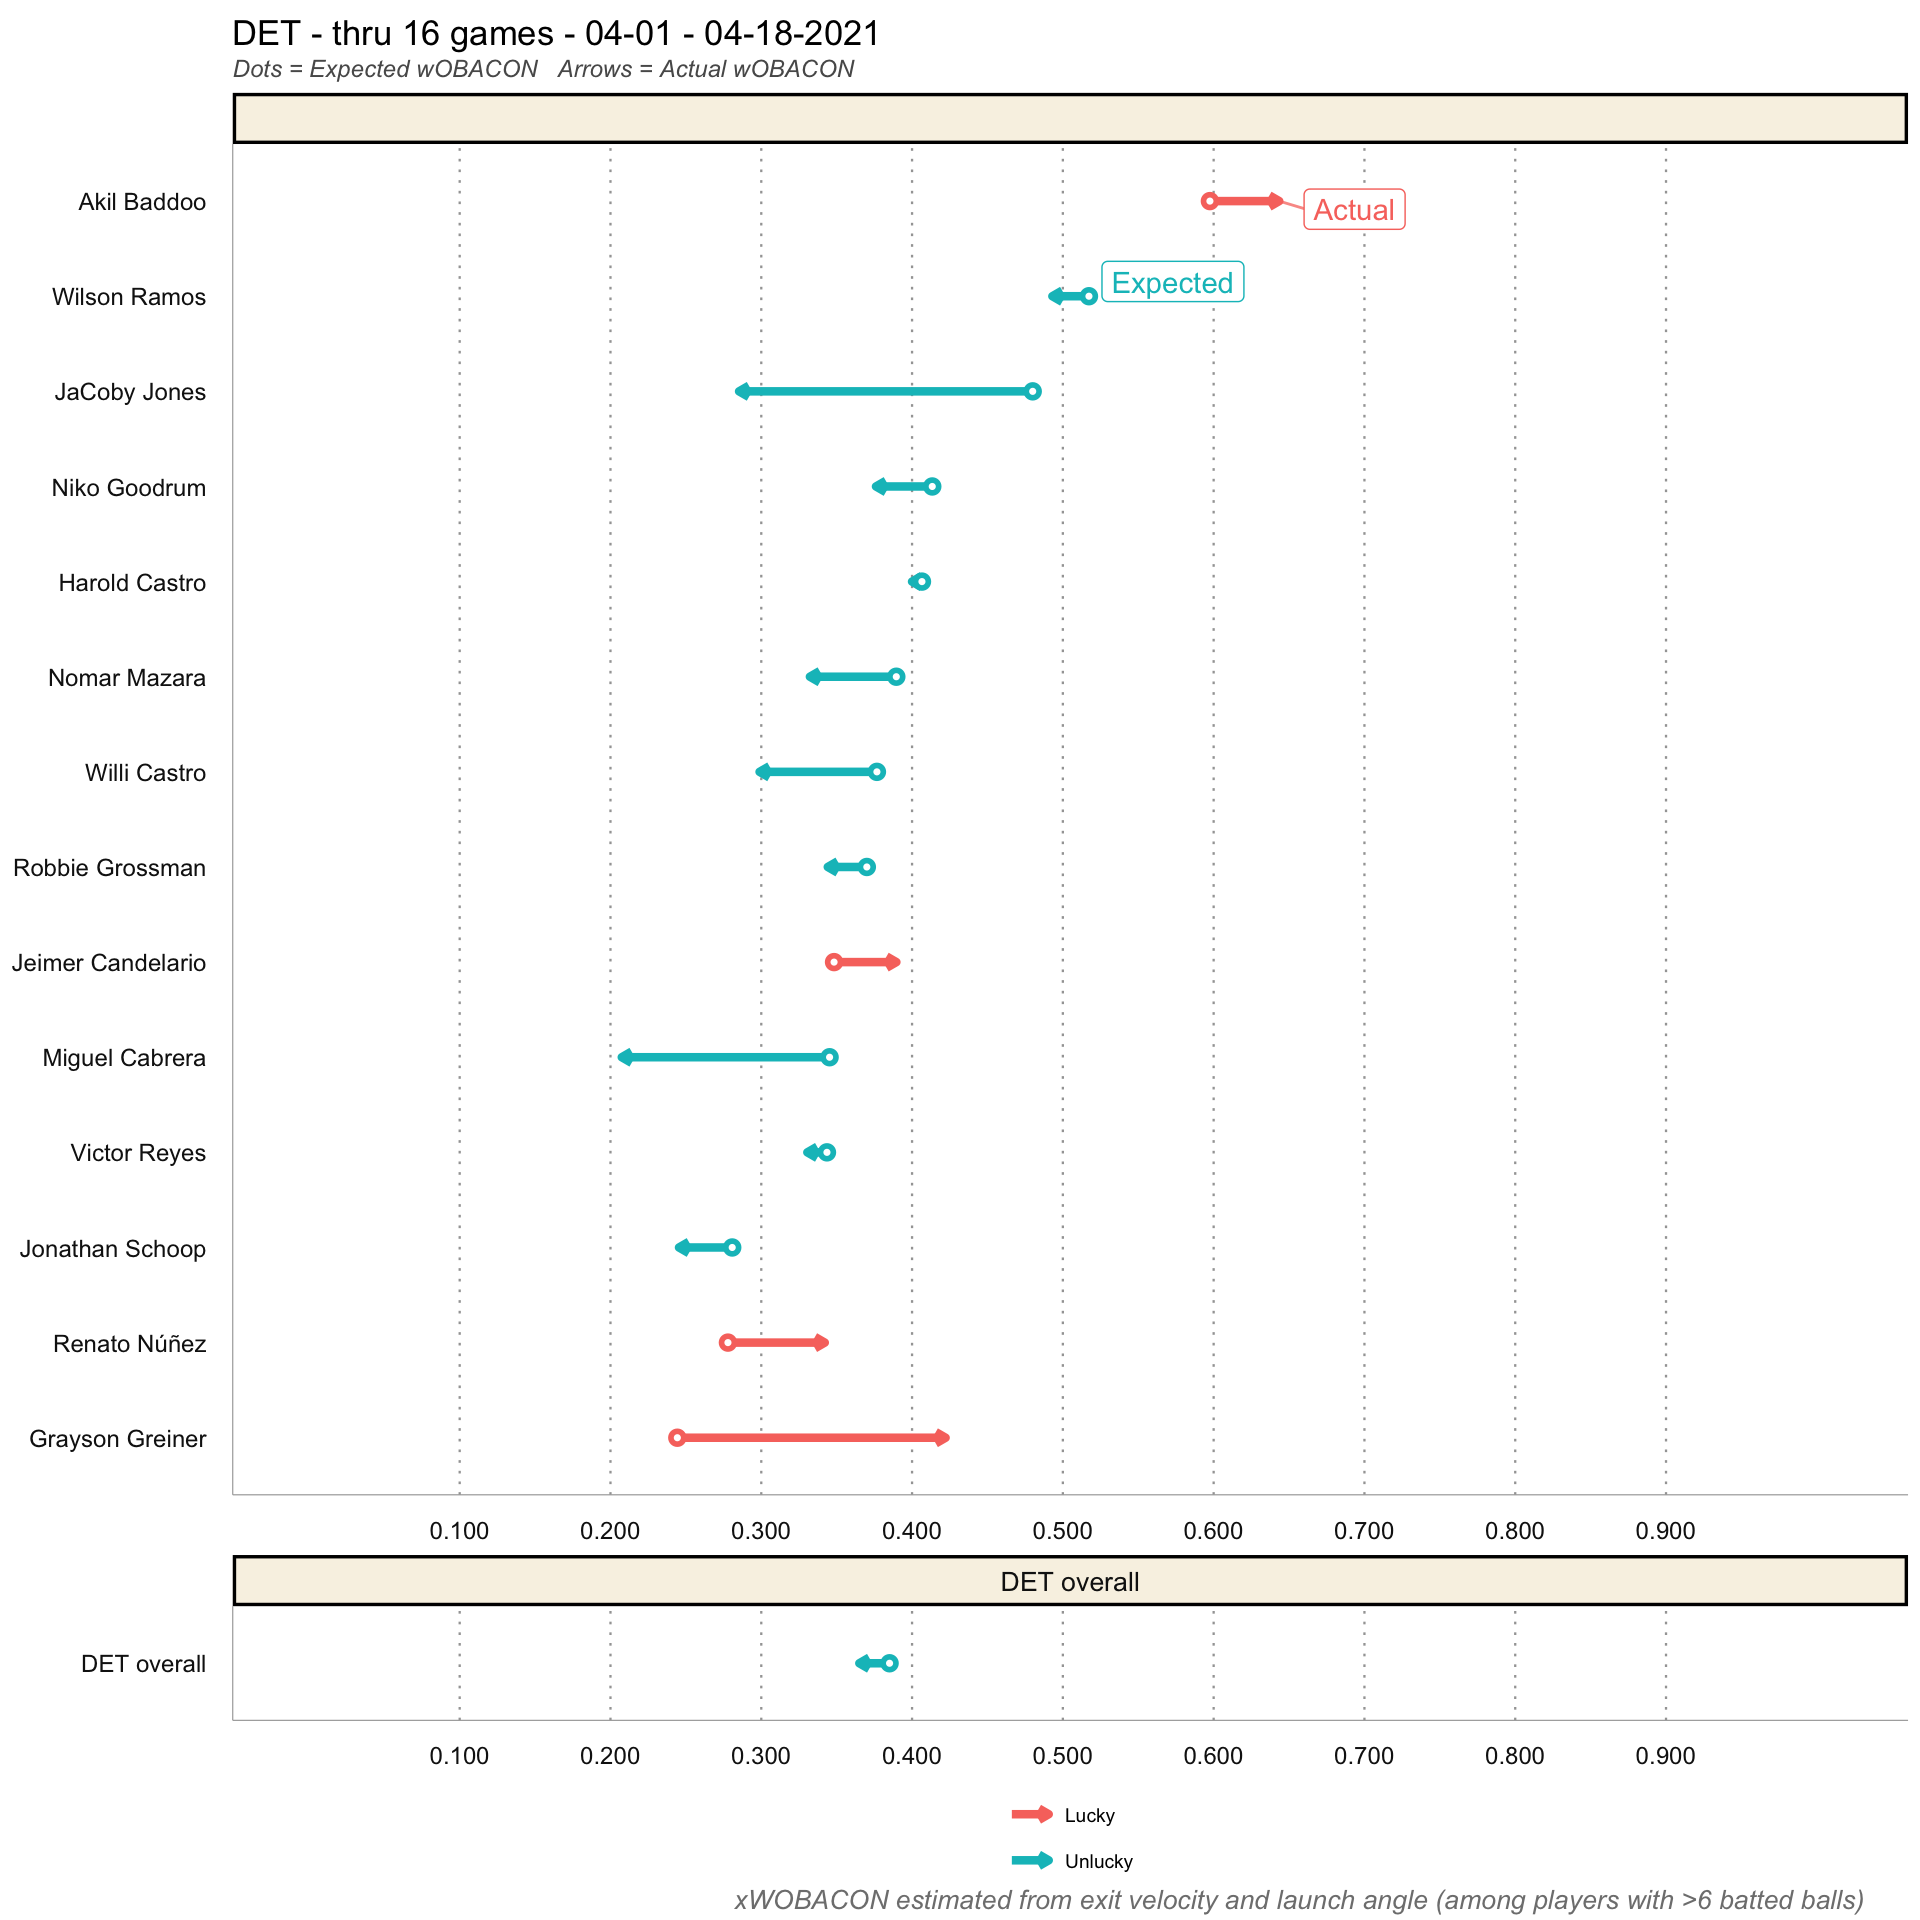 DET - thru 16 games - 04-01 - 04-18-2021
Dots = Expected wOBACON   Arrows = Actual wOBACON
Akil Baddoo
Actual
Wilson Ramos
Expected
JaCoby Jones
Niko Goodrum
Harold Castro
Nomar Mazara
Willi Castro
Robbie Grossman
Jeimer Candelario
Miguel Cabrera
Victor Reyes
Jonathan Schoop
Renato Núñez
Grayson Greiner
0.100 0.200 0.300 0.400 0.500 0.600 0.700 0.800 0.900
DET overall
DET overall
0.100 0.200 0.300 0.400 0.500 0.600 0.700 0.800 0.900
Lucky
Unlucky
xWOBACON estimated from exit velocity and launch angle (among players with >6 batted balls)